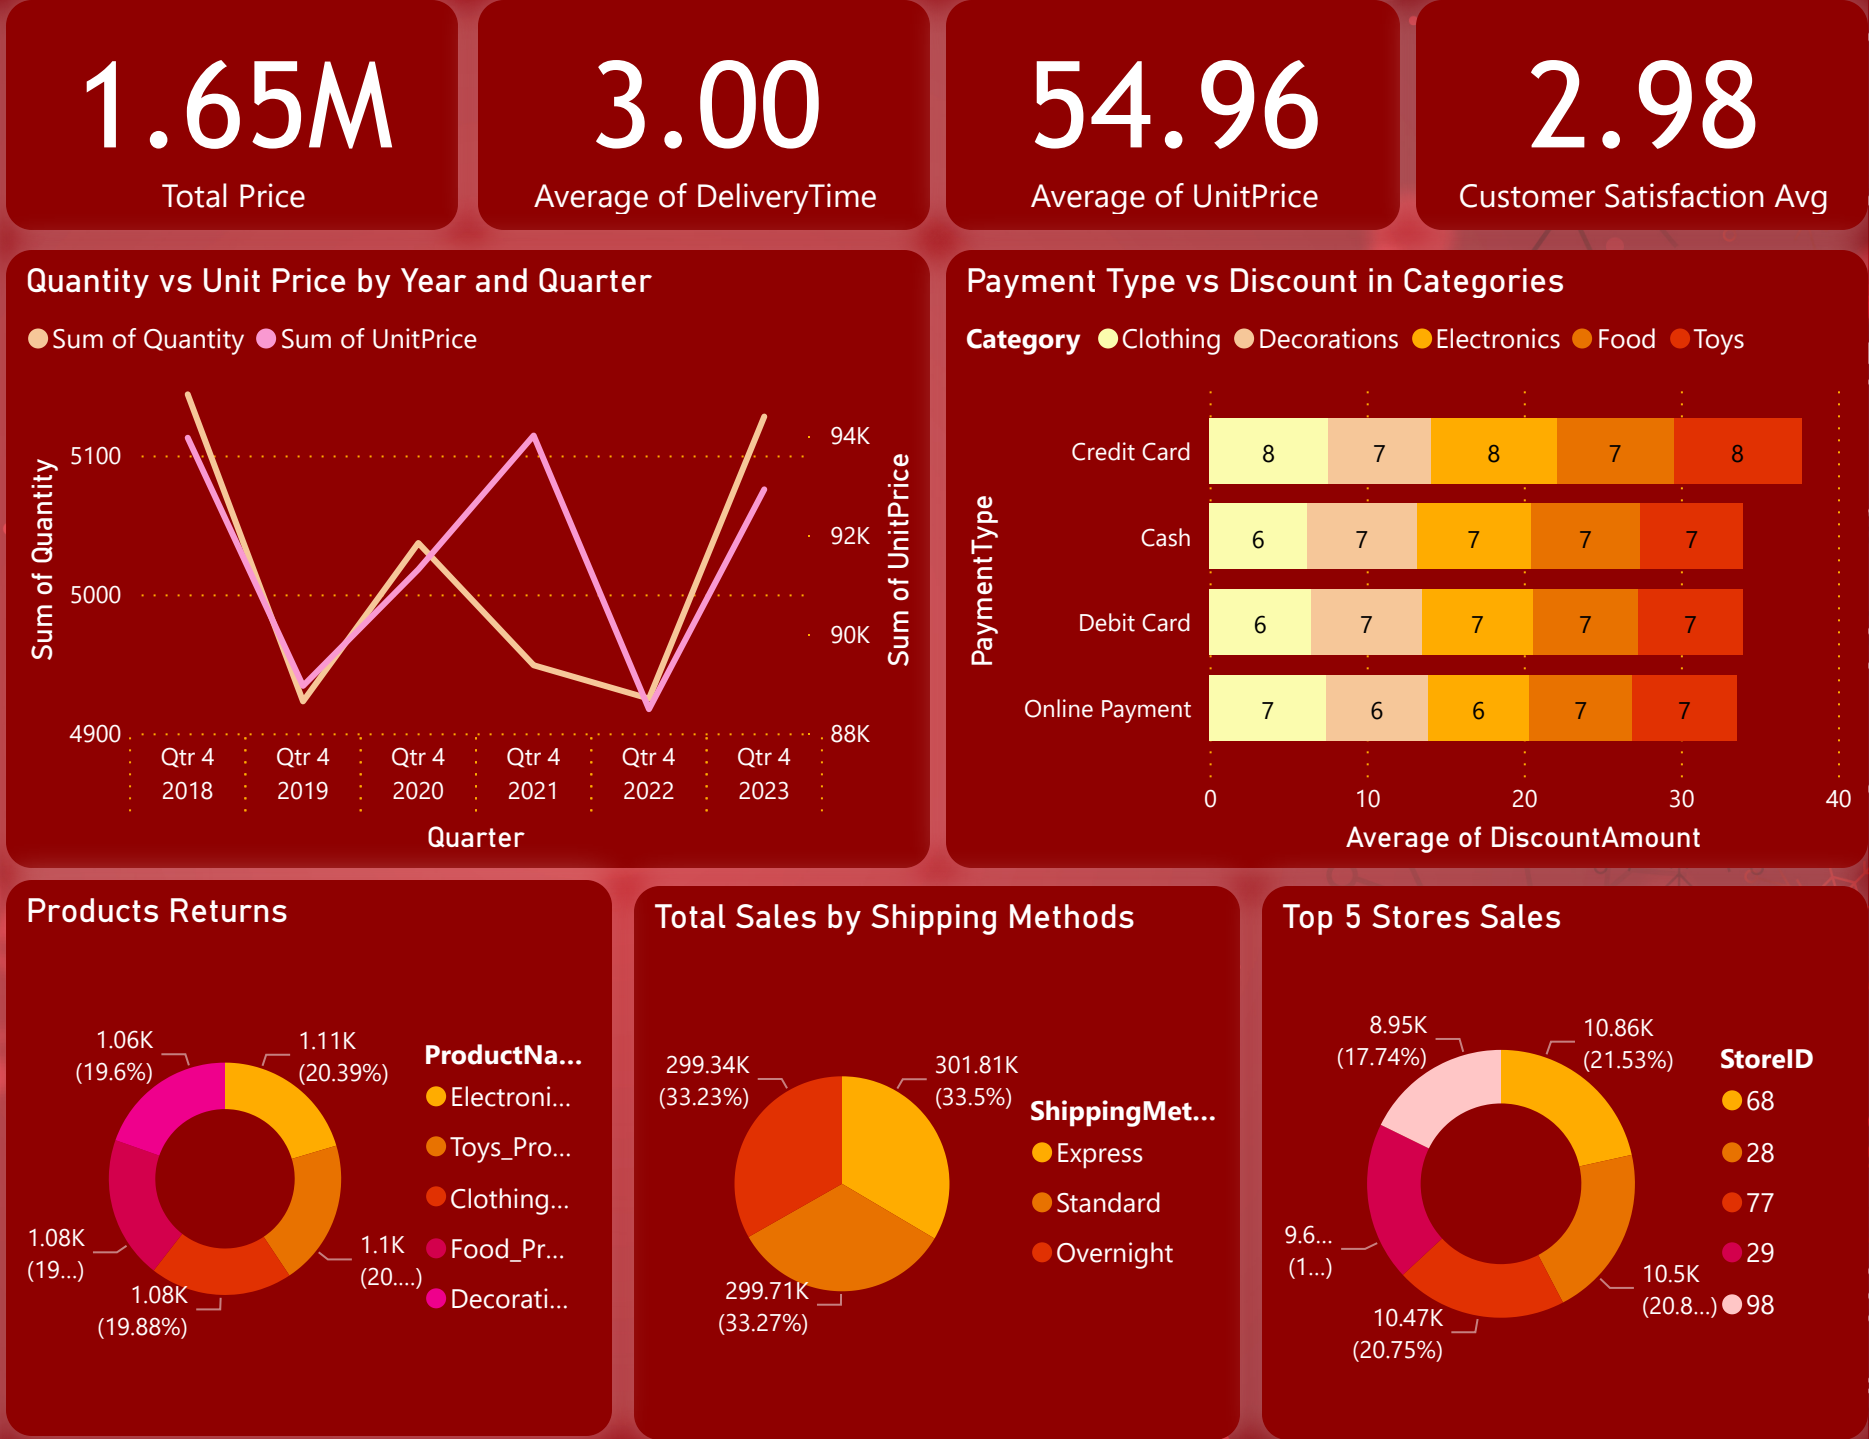 1.65M
Total Price
3.00
Average of DeliveryTime
54.96
Average of UnitPrice
2.98
Customer Satisfaction Avg
Quantity vs Unit Price by Year and Quarter
Sum of Quantity Sum of UnitPrice
Sum of Quantity
5100
5000
4900
94K
92K
90K
88K
Sum of UnitPrice
Qtr 4 Qtr 4 Qtr 4 Qtr 4 Qtr 4 Qtr 4
2018 2019 2020 2021 2022 2023
Quarter
Payment Type vs Discount in Categories
Category Clothing Decorations Electronics Food Toys
PaymentType
Credit Card 8 7 8 7 8
Cash 6 7 7 7 7
Debit Card 6 7 7 7 7
Online Payment 7 6 6 7 7
0 10 20 30 40
Average of DiscountAmount
Products Returns
1.06K
(19.6%)
1.11K
(20.39%)
1.08K
(19...)
1.1K
(20....)
1.08K
(19.88%)
ProductNa...
Electroni...
Toys_Pro...
Clothing...
Food_Pr...
Decorati...
Total Sales by Shipping Methods
299.34K
(33.23%)
301.81K
(33.5%)
299.71K
(33.27%)
ShippingMet...
Express
Standard
Overnight
Top 5 Stores Sales
8.95K
(17.74%)
10.86K
(21.53%)
9.6...
(1...)
10.5K
(20.8...)
10.47K
(20.75%)
StoreID
68
28
77
29
98